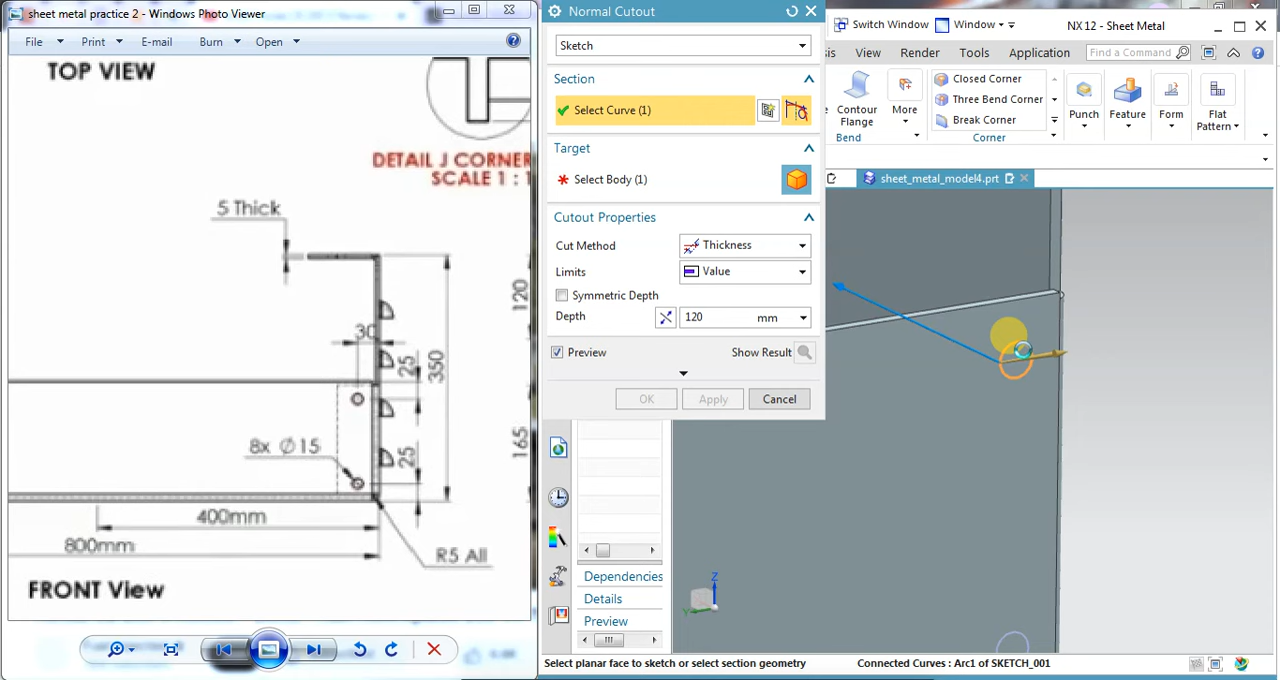 sheet metal practice 2 - Windows Photo Viewer
File Print E-mail Burn Open
TOP VIEW
DETAIL J CORNER
SCALE 1 : 1
5 Thick
30
25
350
120
165
8x Ø15
25
400mm
800mm
R5 All
FRONT View
Normal Cutout
Sketch
Section
Select Curve (1)
Target
Select Body (1)
Cutout Properties
Cut Method Thickness
Limits Value
Symmetric Depth
Depth 120 mm
Preview Show Result
OK Apply Cancel
Dependencies
Details
Preview
Switch Window Window NX 12 - Sheet Metal
sis View Render Tools Application Find a Command
Contour
Flange
More
Closed Corner
Three Bend Corner
Break Corner
Punch
Feature
Form
Flat
Pattern
Bend
Corner
sheet_metal_model4.prt
Z
Y
Select planar face to sketch or select section geometry Connected Curves : Arc1 of SKETCH_001